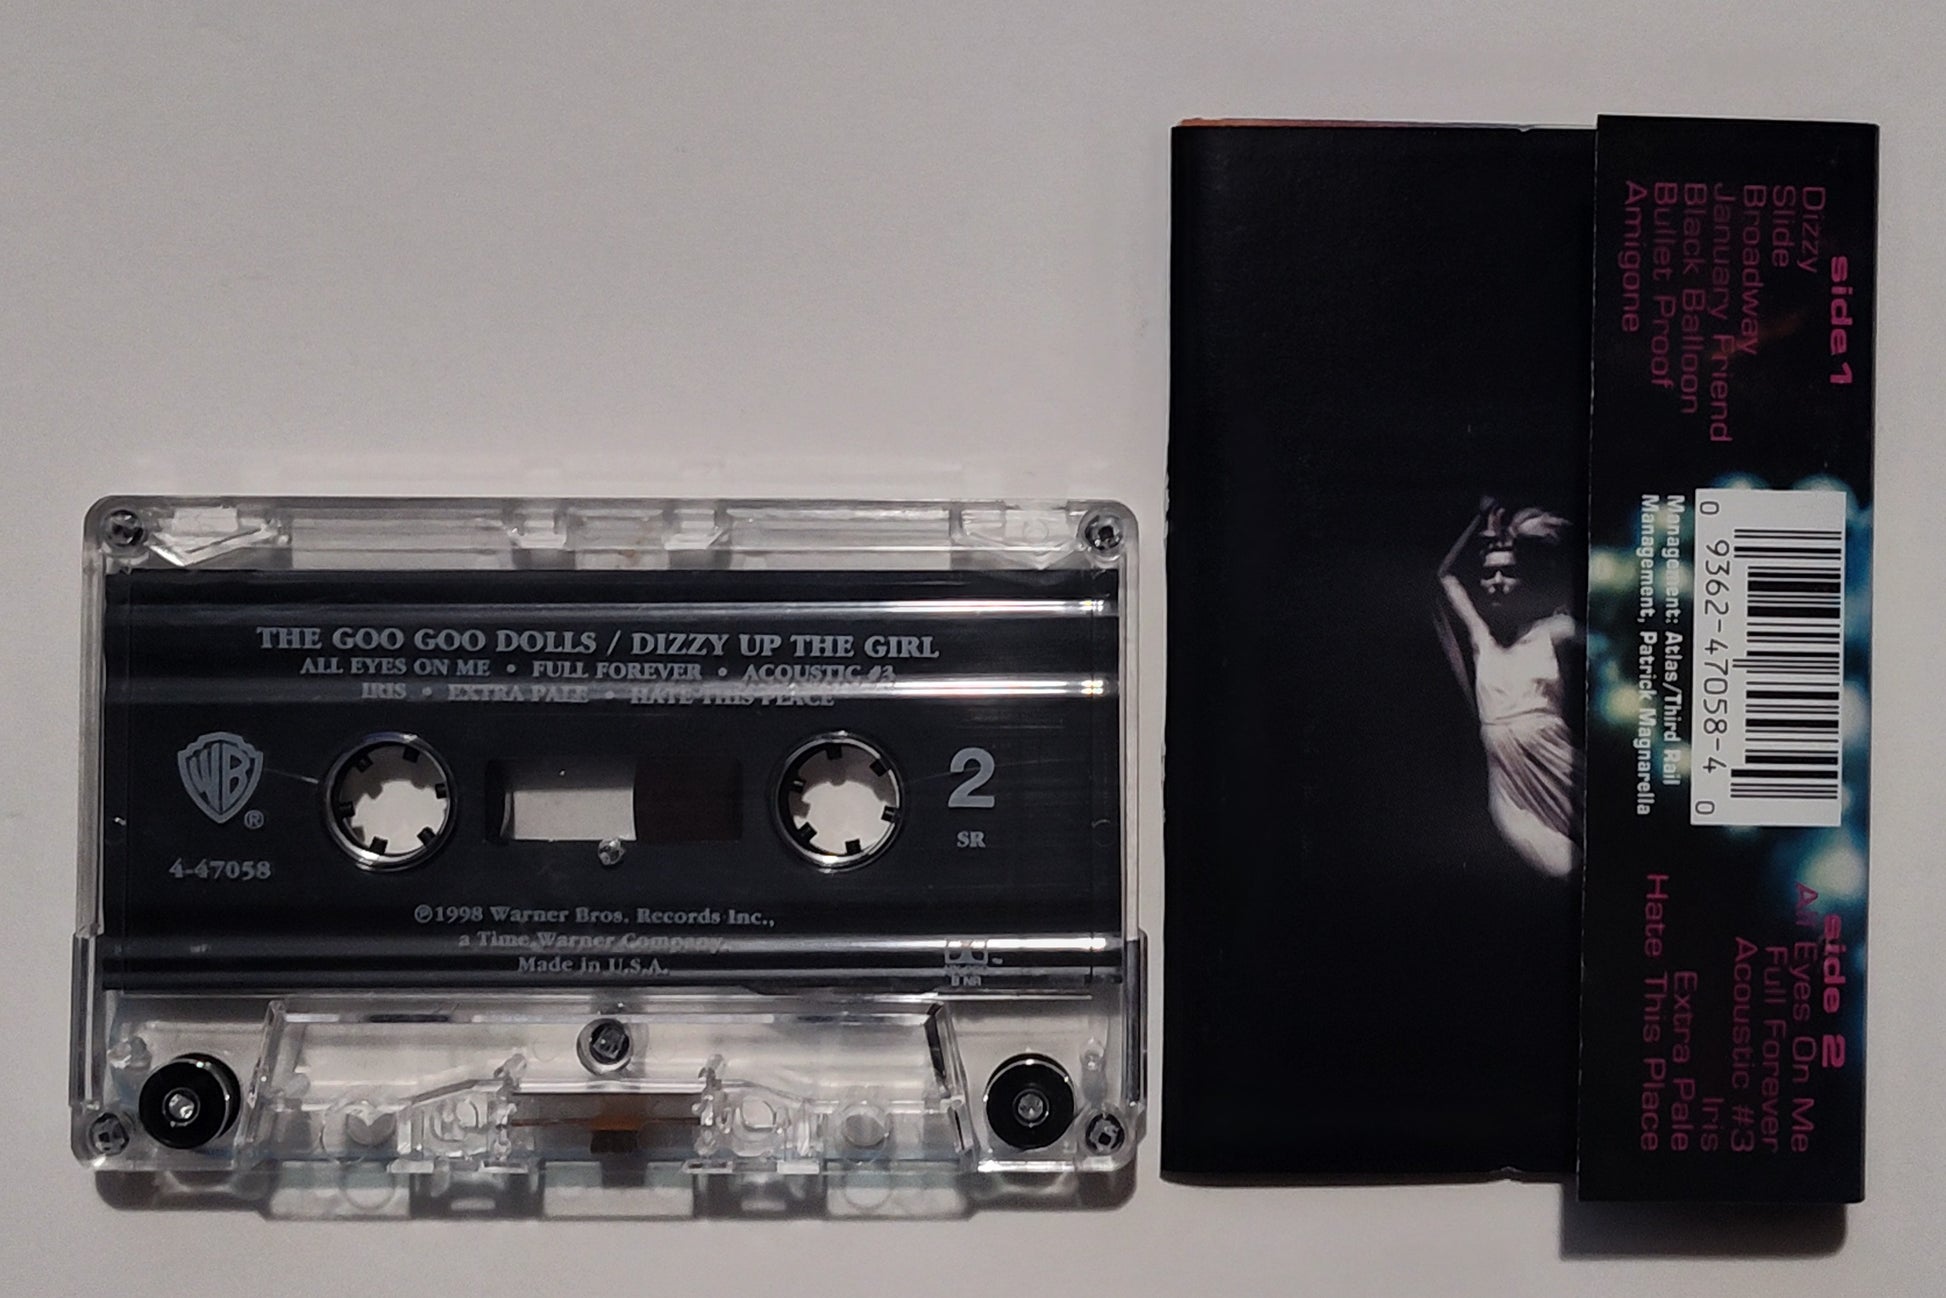 THE GOO GOO DOLLS / DIZZY UP THE GIRL
ALL EYES ON ME • FULL FOREVER • ACOUSTIC #3
IRIS • EXTRA PALE • HATE THIS PLACE
WB
®
4-47058
2
SR
℗1998 Warner Bros. Records Inc.,
a Time Warner Company.
Made in U.S.A.
B NR
side 1
Dizzy
Slide
Broadway
January Friend
Black Balloon
Bullet Proof
Amigone
0 9362-47058-4 0
Management: Atlas/Third Rail
Management, Patrick Magnarella
side 2
All Eyes On Me
Full Forever
Acoustic #3
Iris
Extra Pale
Hate This Place